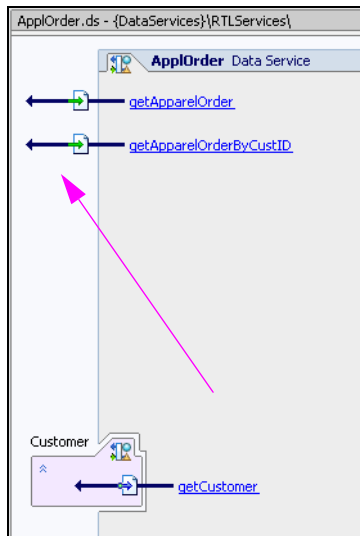 ApplOrder.ds - {DataServices}\RTLServices\
ApplOrder Data Service
getApparelOrder
getApparelOrderByCustID
Customer
getCustomer